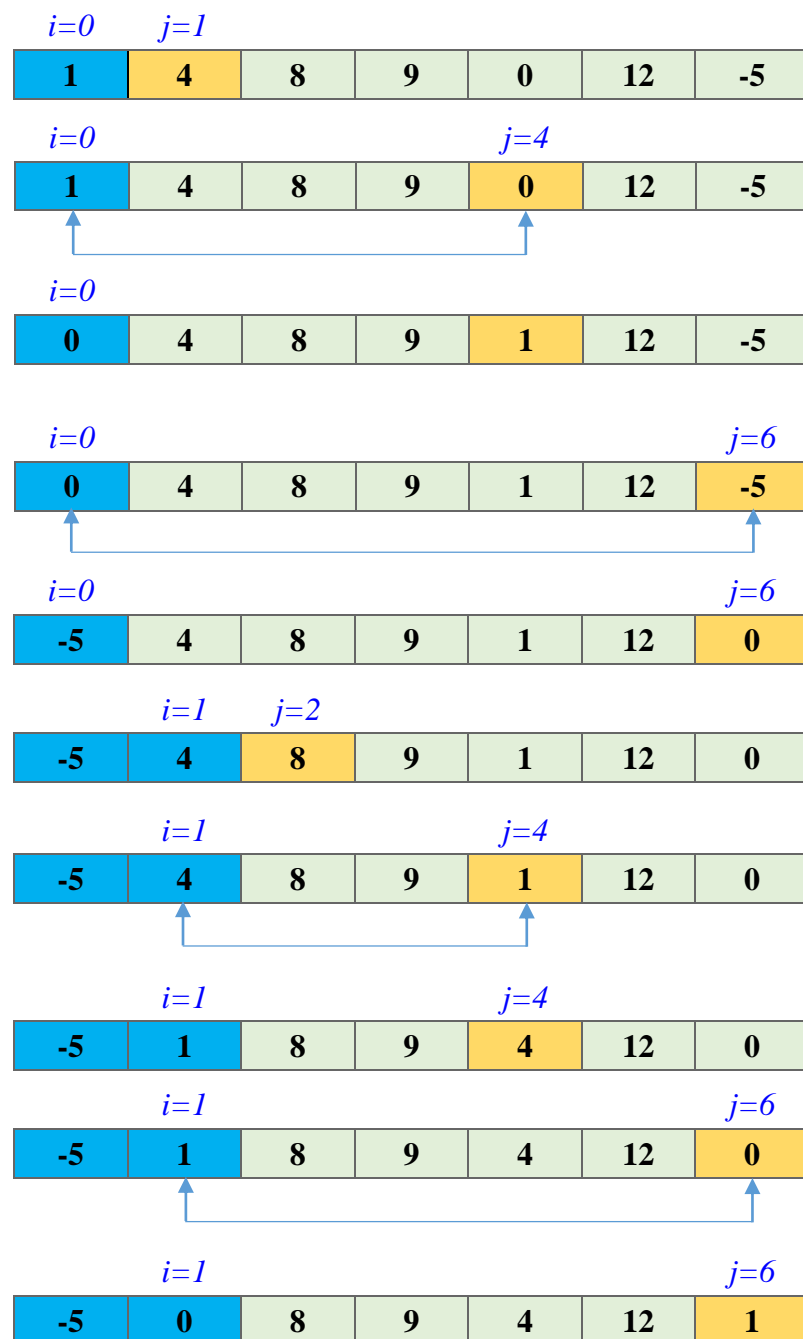 i=0 j=1
1 4 8 9 0 12 -5
i=0 j=4
1 4 8 9 0 12 -5
i=0
0 4 8 9 1 12 -5
i=0 j=6
0 4 8 9 1 12 -5
i=0 j=6
-5 4 8 9 1 12 0
i=1 j=2
-5 4 8 9 1 12 0
i=1 j=4
-5 4 8 9 1 12 0
i=1 j=4
-5 1 8 9 4 12 0
i=1 j=6
-5 1 8 9 4 12 0
i=1 j=6
-5 0 8 9 4 12 1